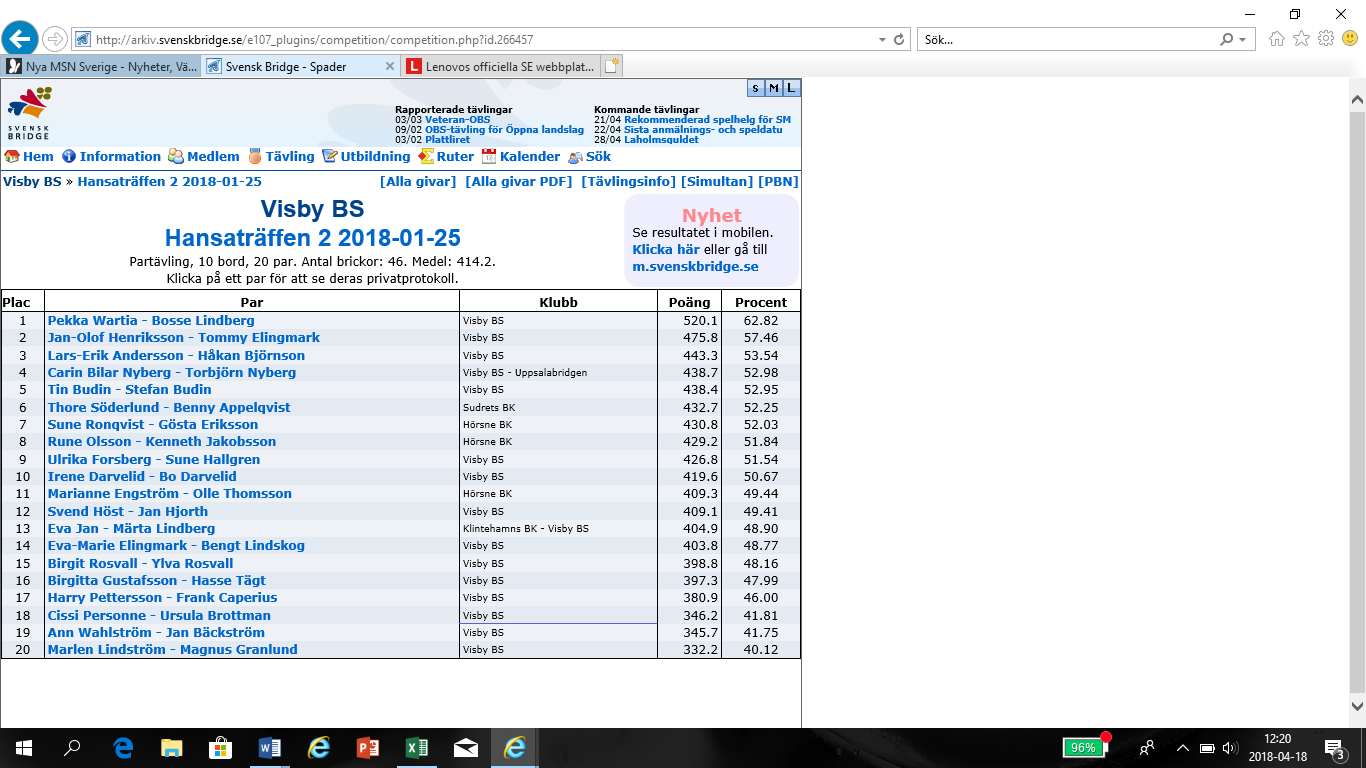 http://arkiv.svenskbridge.se/e107_plugins/competition/competition.php?id.266457
Sök...
Nya MSN Sverige - Nyheter, Vä...
Svensk Bridge - Spader
Lenovos officiella SE webbplat...
S M L
SVENSK
BRIDGE
Rapporterade tävlingar
03/03 Veteran-OBS
09/02 OBS-tävling för Öppna landslag
03/02 Plattliret
Kommande tävlingar
21/04 Rekommenderad spelhelg för SM
22/04 Sista anmälnings- och speldatu
28/04 Laholmsguldet
Hem Information Medlem Tävling Utbildning Ruter Kalender Sök
Visby BS » Hansaträffen 2 2018-01-25 [Alla givar] [Alla givar PDF] [Tävlingsinfo] [Simultan] [PBN]
Visby BS
Hansaträffen 2 2018-01-25
Partävling, 10 bord, 20 par. Antal brickor: 46. Medel: 414.2.
Klicka på ett par för att se deras privatprotokoll.
Nyhet
Se resultatet i mobilen.
Klicka här eller gå till
m.svenskbridge.se
Plac Par Klubb Poäng Procent
1 Pekka Wartia - Bosse Lindberg Visby BS 520.1 62.82
2 Jan-Olof Henriksson - Tommy Elingmark Visby BS 475.8 57.46
3 Lars-Erik Andersson - Håkan Björnson Visby BS 443.3 53.54
4 Carin Bilar Nyberg - Torbjörn Nyberg Visby BS - Uppsalabridgen 438.7 52.98
5 Tin Budin - Stefan Budin Visby BS 438.4 52.95
6 Thore Söderlund - Benny Appelqvist Sudrets BK 432.7 52.25
7 Sune Ronqvist - Gösta Eriksson Hörsne BK 430.8 52.03
8 Rune Olsson - Kenneth Jakobsson Hörsne BK 429.2 51.84
9 Ulrika Forsberg - Sune Hallgren Visby BS 426.8 51.54
10 Irene Darvelid - Bo Darvelid Visby BS 419.6 50.67
11 Marianne Engström - Olle Thomsson Hörsne BK 409.3 49.44
12 Svend Höst - Jan Hjorth Visby BS 409.1 49.41
13 Eva Jan - Märta Lindberg Klintehamns BK - Visby BS 404.9 48.90
14 Eva-Marie Elingmark - Bengt Lindskog Visby BS 403.8 48.77
15 Birgit Rosvall - Ylva Rosvall Visby BS 398.8 48.16
16 Birgitta Gustafsson - Hasse Tägt Visby BS 397.3 47.99
17 Harry Pettersson - Frank Caperius Visby BS 380.9 46.00
18 Cissi Personne - Ursula Brottman Visby BS 346.2 41.81
19 Ann Wahlström - Jan Bäckström Visby BS 345.7 41.75
20 Marlen Lindström - Magnus Granlund Visby BS 332.2 40.12
96%
12:20
2018-04-18
3